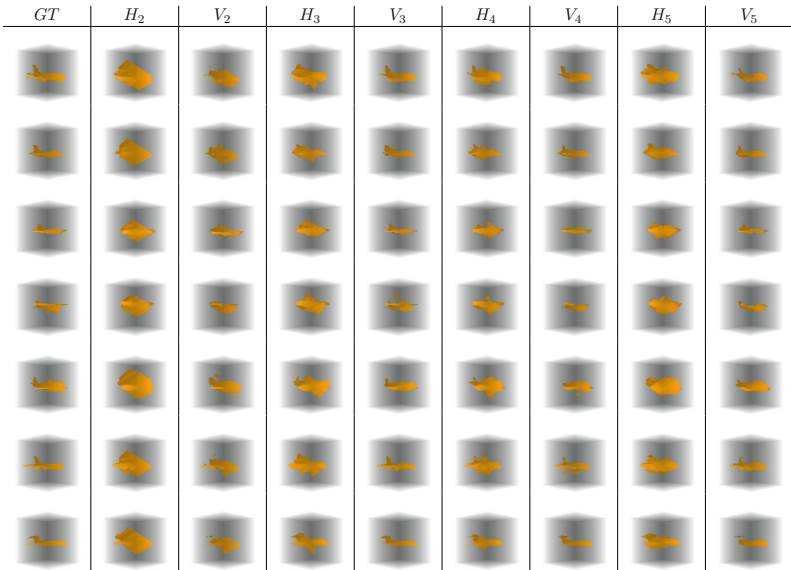 GT H₂ V₂ H₃ V₃ H₄ V₄ H₅ V₅